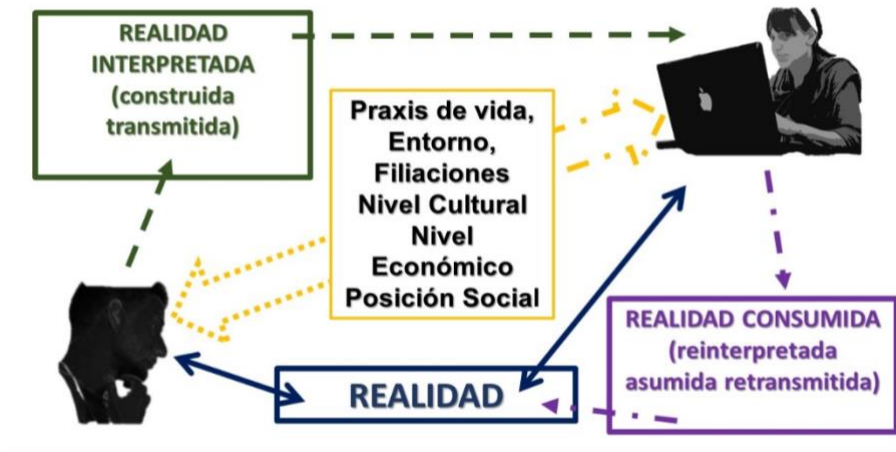 REALIDAD
INTERPRETADA
(construida
transmitida)
Praxis de vida,
Entorno,
Filiaciones
Nivel Cultural
Nivel
Económico
Posición Social
REALIDAD CONSUMIDA
(reinterpretada
asumida retransmitida)
REALIDAD